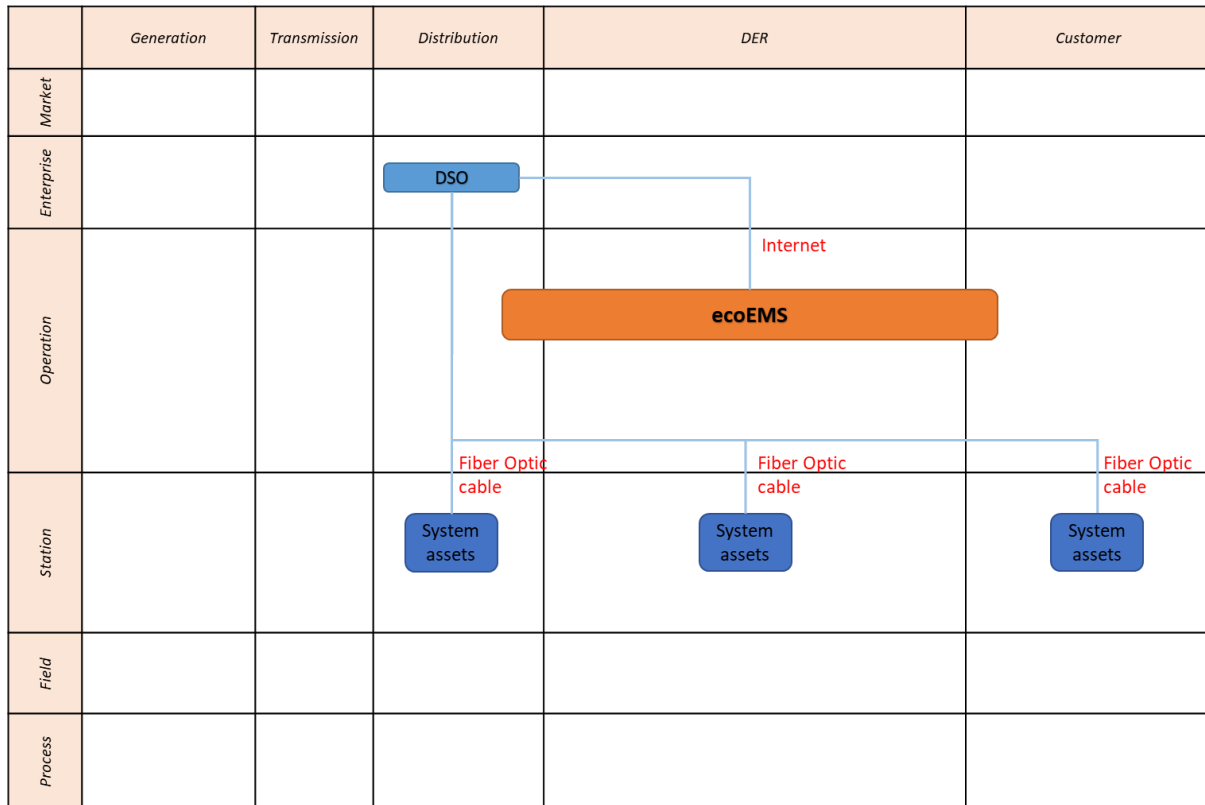 Generation
Transmission
Distribution
DER
Customer
Market
Enterprise
DSO
Operation
Internet
ecoEMS
Fiber Optic
cable
Fiber Optic
cable
Fiber Optic
cable
Station
System
assets
System
assets
System
assets
Field
Process